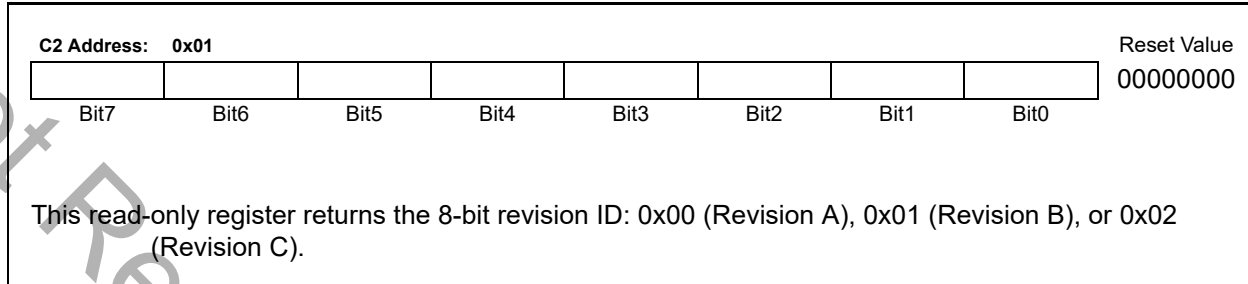 C2 Address: 0x01 Reset Value
00000000
Bit7 Bit6 Bit5 Bit4 Bit3 Bit2 Bit1 Bit0
This read-only register returns the 8-bit revision ID: 0x00 (Revision A), 0x01 (Revision B), or 0x02
(Revision C).